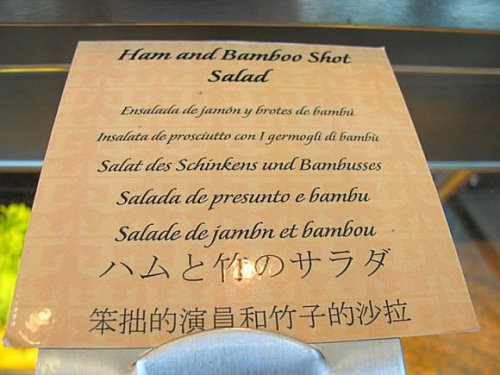 Ham and Bamboo Shot
Salad
Ensalada de jamón y brotes de bambú
Insalata de prosciutto con I germogli di bambù
Salat des Schinkens und Bambusses
Salada de presunto e bambu
Salade de jambn et bambou
ハムと竹のサラダ
笨拙的演員和竹子的沙拉